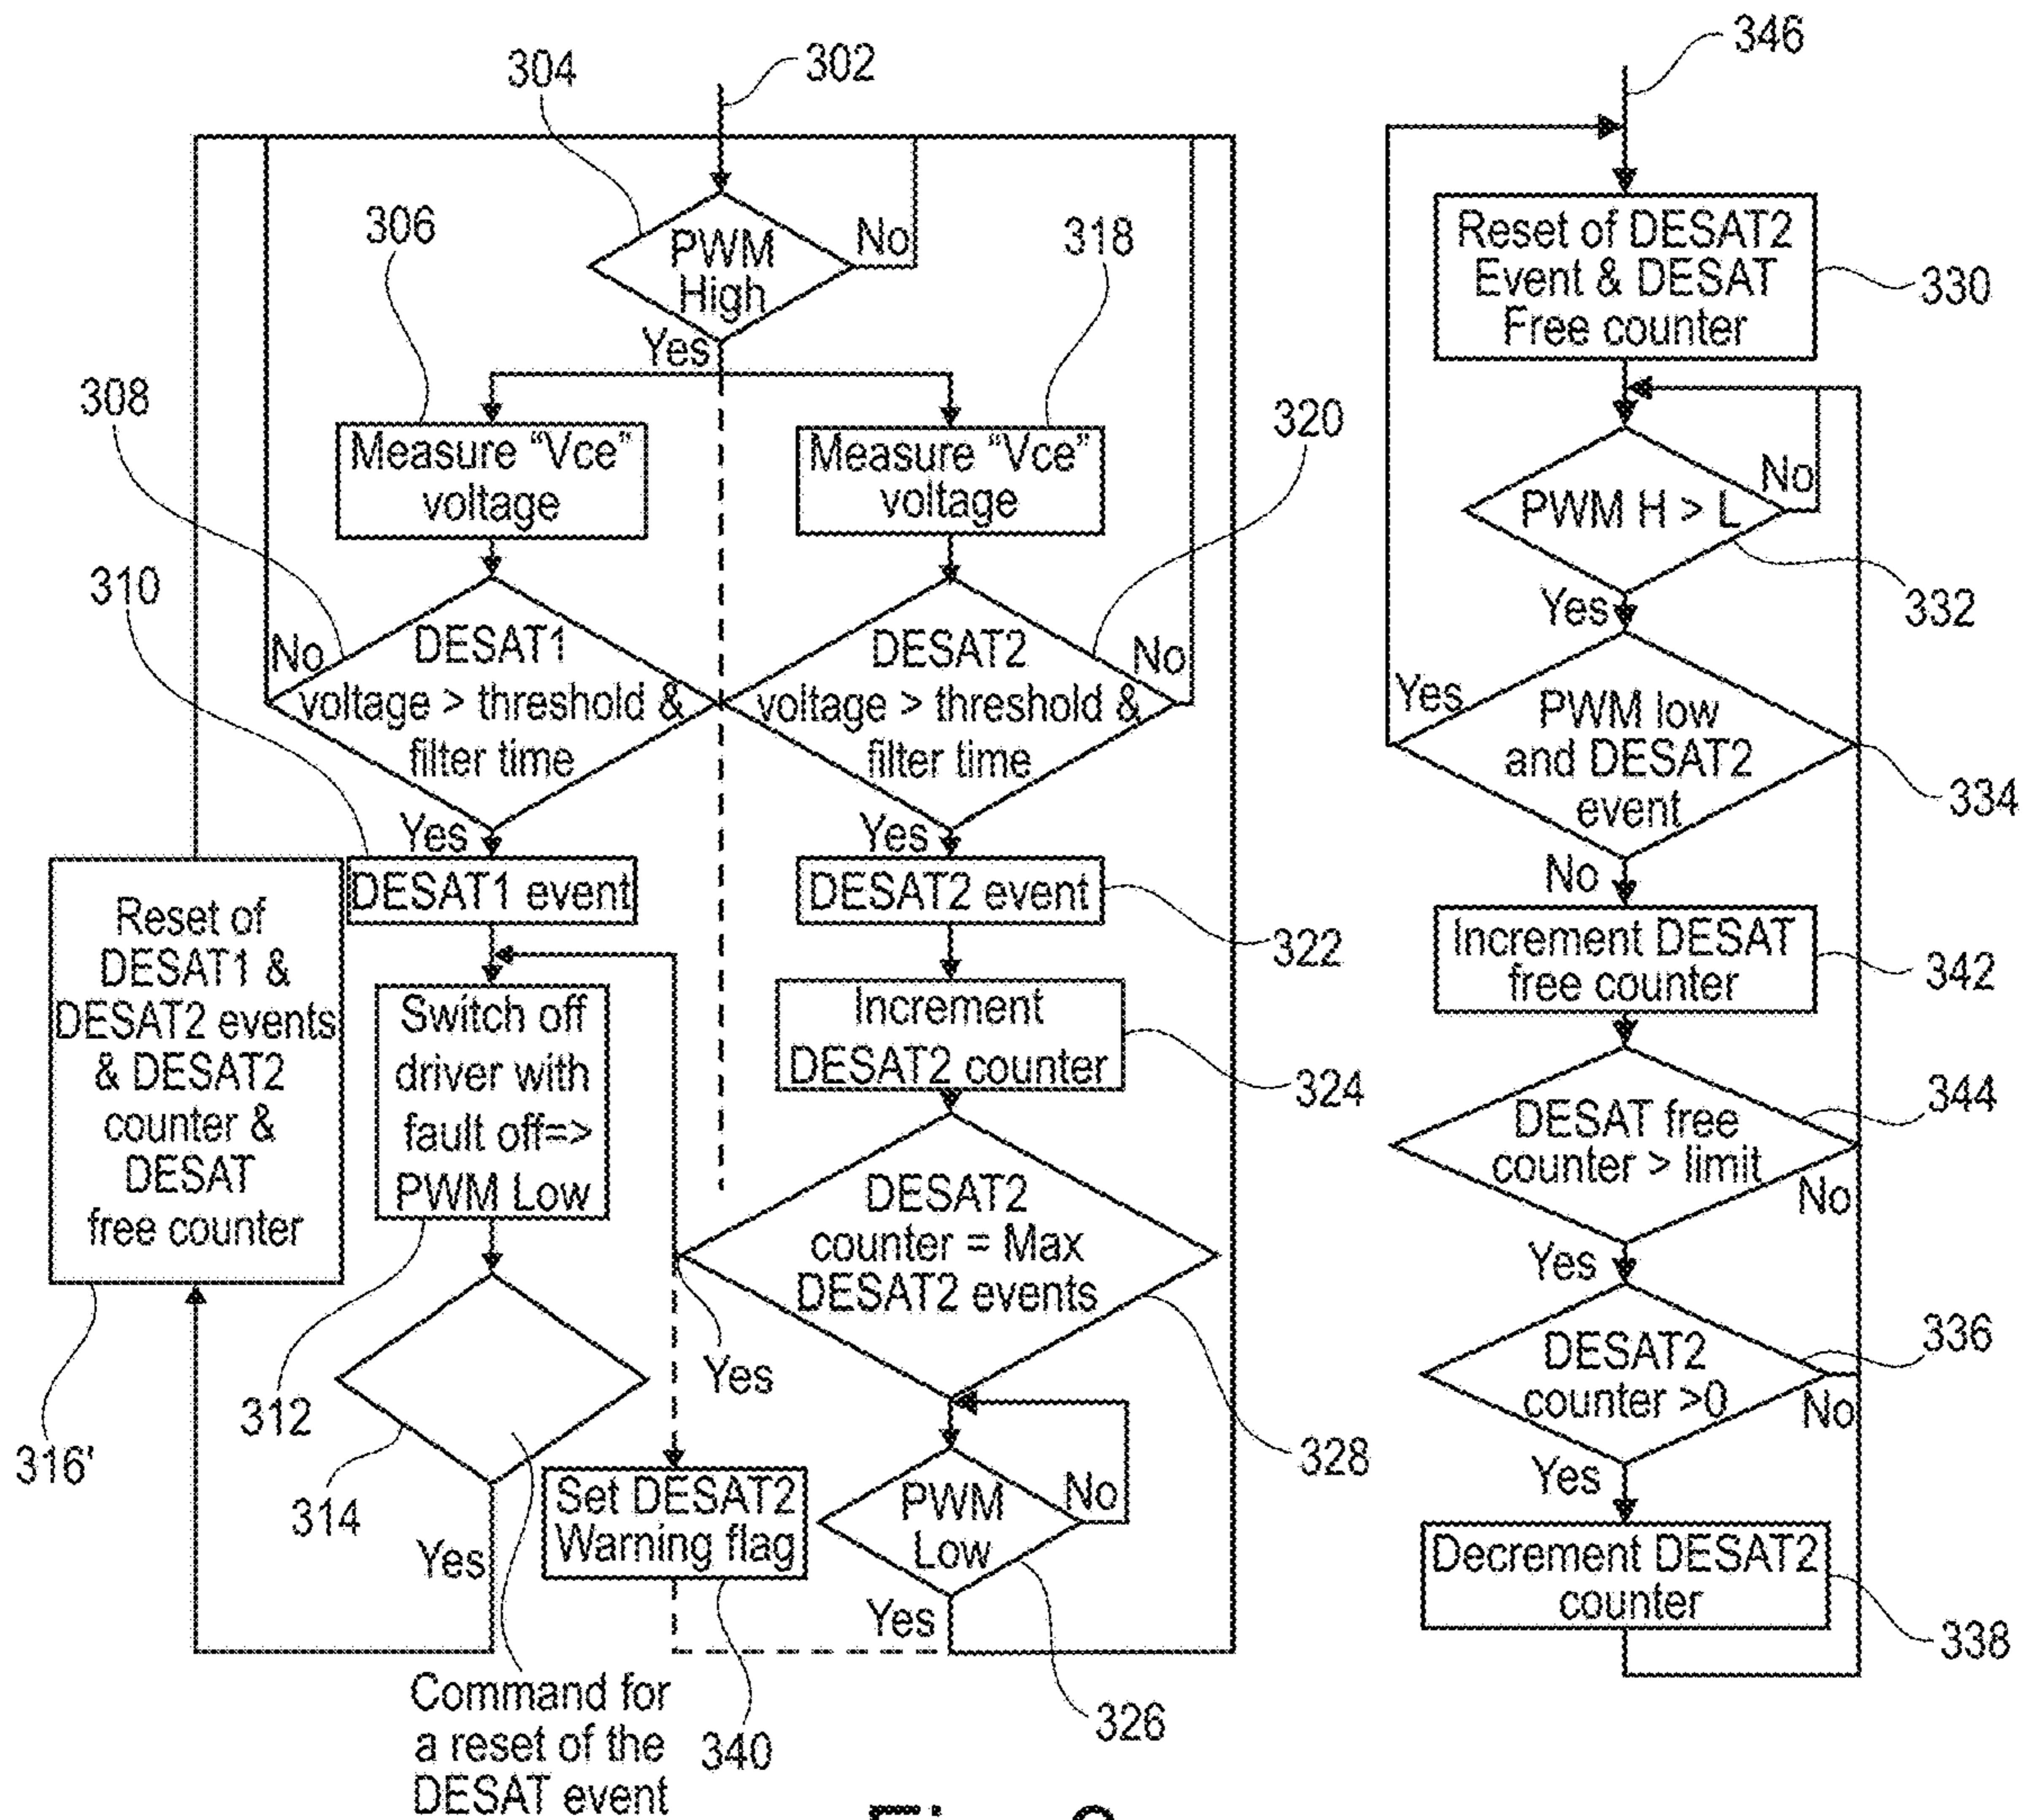 302
304
PWM
High
No
Yes
306
Measure “Vce”
voltage
318
Measure “Vce”
voltage
308
No
DESAT1
voltage > threshold &
filter time
Yes
320
DESAT2
voltage > threshold &
filter time
No
Yes
310
DESAT1 event
DESAT2 event
322
Reset of
DESAT1 &
DESAT2 events
& DESAT2
counter &
DESAT
free counter
316'
Switch off
driver with
fault off=>
PWM Low
312
Increment
DESAT2 counter
324
DESAT2
counter = Max
DESAT2 events
328
Yes
314
Yes
Command for
a reset of the
DESAT event
Set DESAT2
Warning flag
340
PWM
Low
No
Yes
326
346
Reset of DESAT2
Event & DESAT
Free counter
330
PWM H > L
No
332
Yes
PWM low
and DESAT2
event
Yes
334
No
Increment DESAT
free counter
342
DESAT free
counter > limit
344
No
Yes
DESAT2
counter >0
336
No
Yes
Decrement DESAT2
counter
338